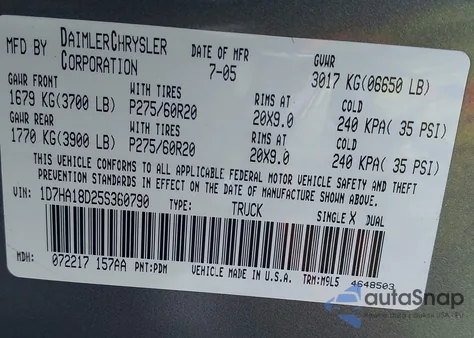 MFD BY DAIMLERCHRYSLER CORPORATION DATE OF MFR 7-05 GVWR 3017 KG(06650 LB)
GAWR FRONT WITH TIRES RIMS AT COLD
1679 KG(3700 LB) P275/60R20 20X9.0 240 KPA( 35 PSI)
GAWR REAR WITH TIRES RIMS AT COLD
1770 KG(3900 LB) P275/60R20 20X9.0 240 KPA( 35 PSI)
THIS VEHICLE CONFORMS TO ALL APPLICABLE FEDERAL MOTOR VEHICLE SAFETY AND THEFT
PREVENTION STANDARDS IN EFFECT ON THE DATE OF MANUFACTURE SHOWN ABOVE.
VIN: 1D7HA18D25S360790 TYPE: TRUCK SINGLE X DUAL
MDH: 072217 157AA PNT:PDM VEHICLE MADE IN U.S.A. TRM:M9L5 4648503
autoSnap